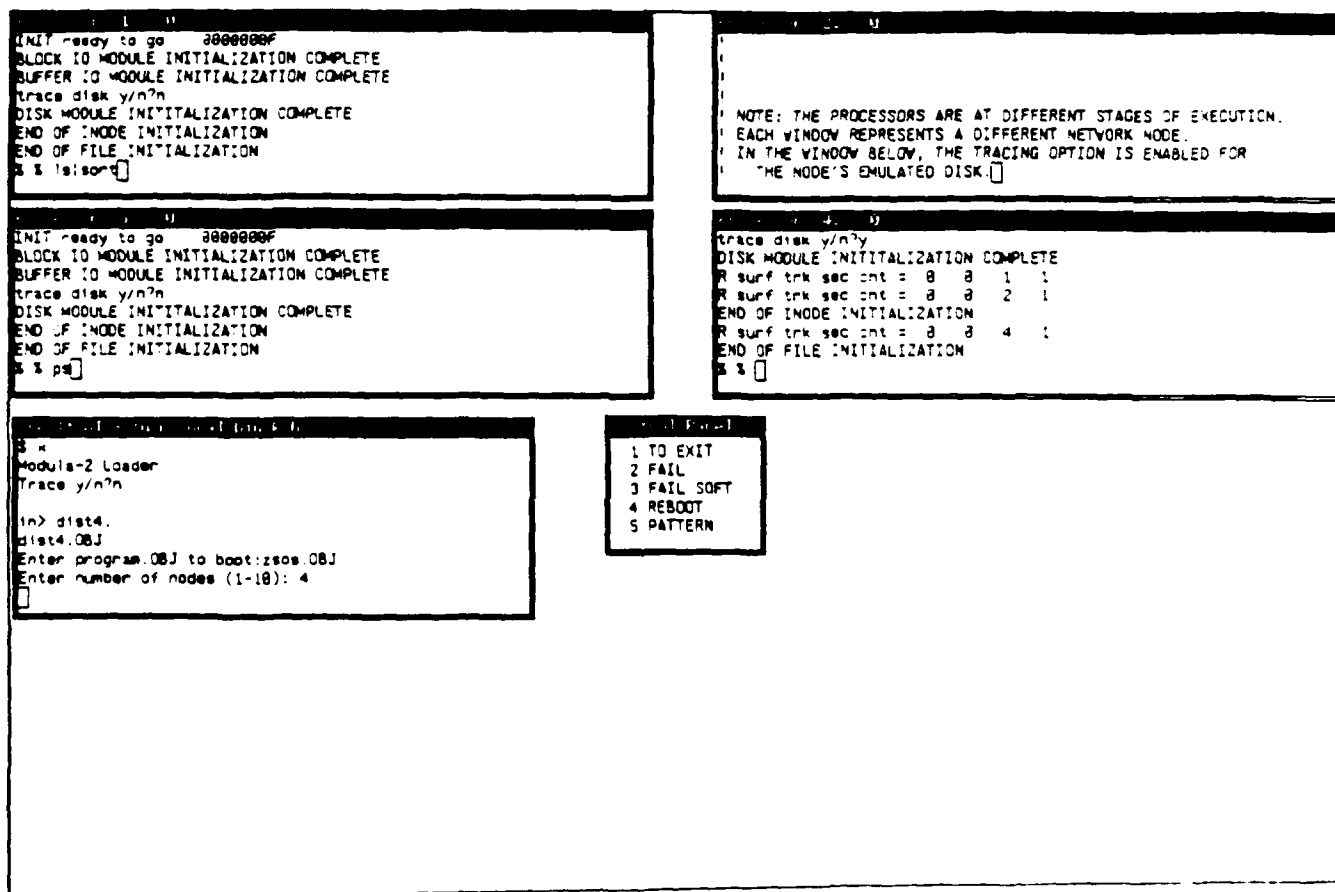 INIT ready to go 0000000F
BLOCK IO MODULE INITIALIZATION COMPLETE
BUFFER IO MODULE INITIALIZATION COMPLETE
trace disk y/n?n
DISK MODULE INITITALIZATION COMPLETE
END OF INODE INITIALIZATION
END OF FILE INITIALIZATION
% % ls|sort
NOTE: THE PROCESSORS ARE AT DIFFERENT STAGES OF EXECUTION.
EACH WINDOW REPRESENTS A DIFFERENT NETWORK NODE.
IN THE WINDOW BELOW, THE TRACING OPTION IS ENABLED FOR
THE NODE'S EMULATED DISK.
INIT ready to go 0000000F
BLOCK IO MODULE INITIALIZATION COMPLETE
BUFFER IO MODULE INITIALIZATION COMPLETE
trace disk y/n?n
DISK MODULE INITITALIZATION COMPLETE
END OF INODE INITIALIZATION
END OF FILE INITIALIZATION
% % ps
trace disk y/n?y
DISK MODULE INITITALIZATION COMPLETE
R surf trk sec cnt = 0 0 1 1
R surf trk sec cnt = 0 0 2 1
END OF INODE INITIALIZATION
R surf trk sec cnt = 0 0 4 1
END OF FILE INITIALIZATION
% %
Modula-2 Loader
Trace y/n?n
in> dist4.
dist4.OBJ
Enter program.OBJ to boot:zsos.OBJ
Enter number of nodes (1-10): 4
1 TO EXIT
2 FAIL
3 FAIL SOFT
4 REBOOT
5 PATTERN